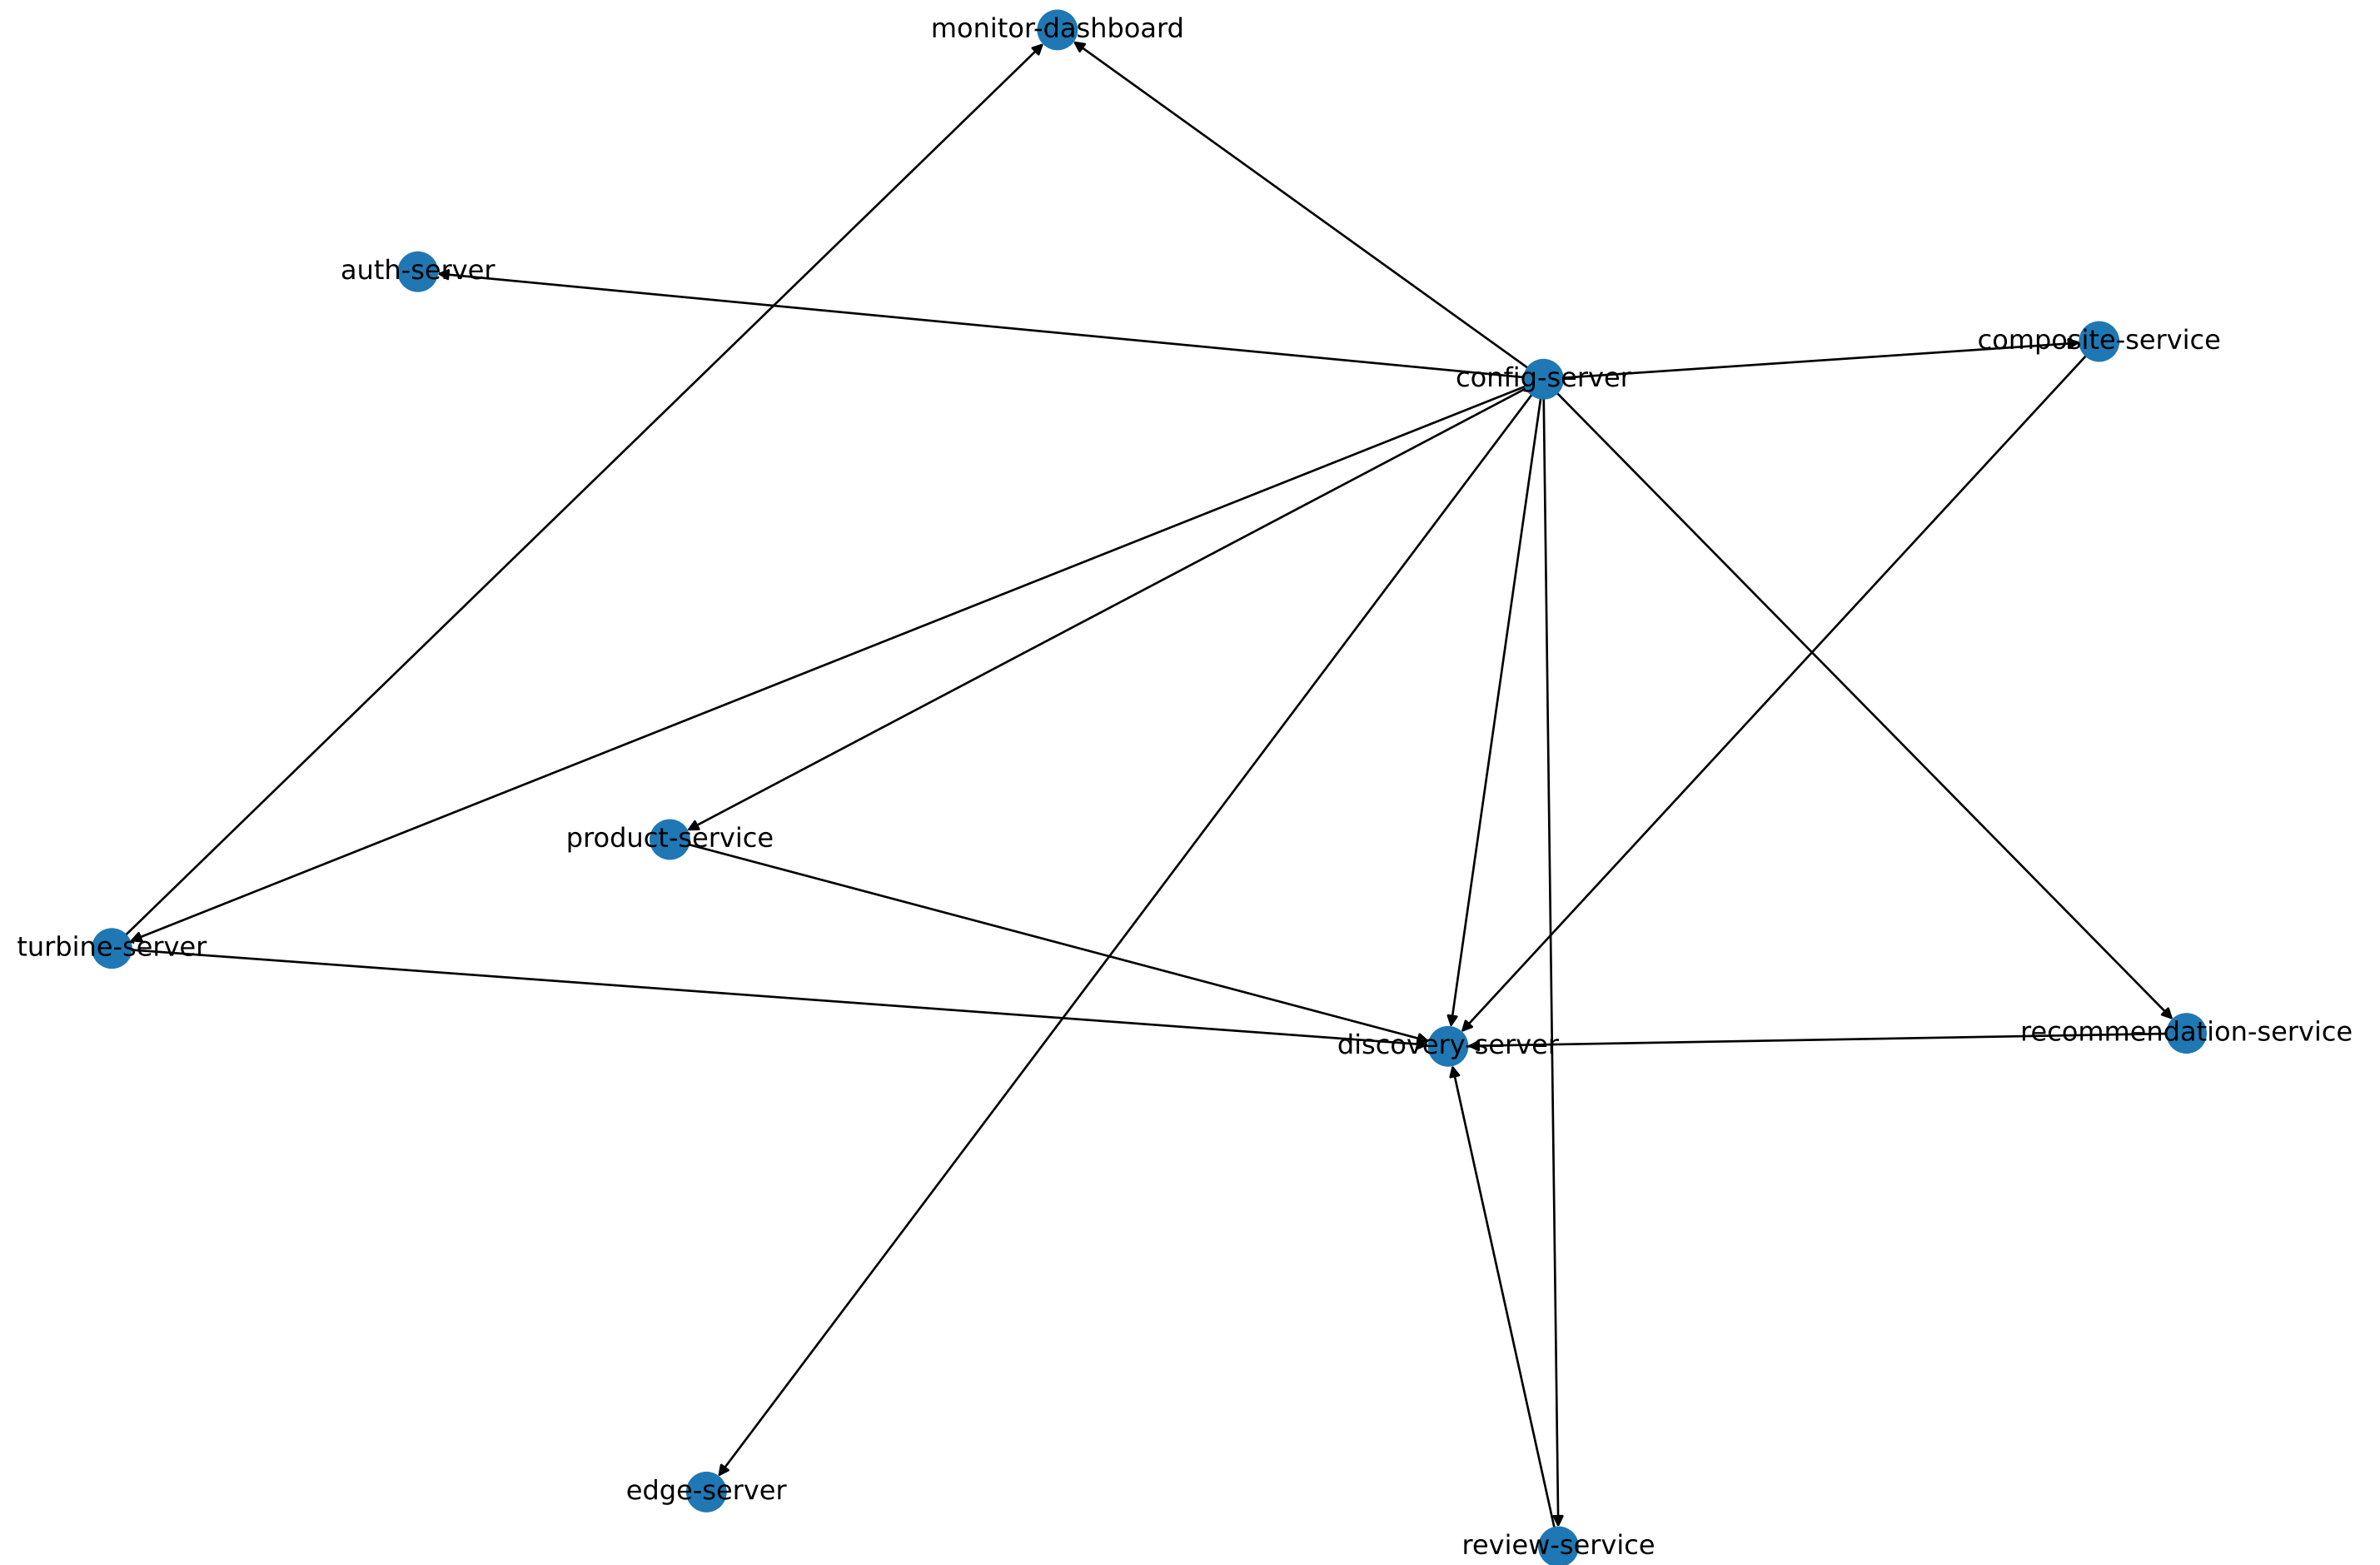 monitor-dashboard
auth-server
composite-service
config-server
product-service
turbine-server
recommendation-service
discovery-server
edge-server
review-service